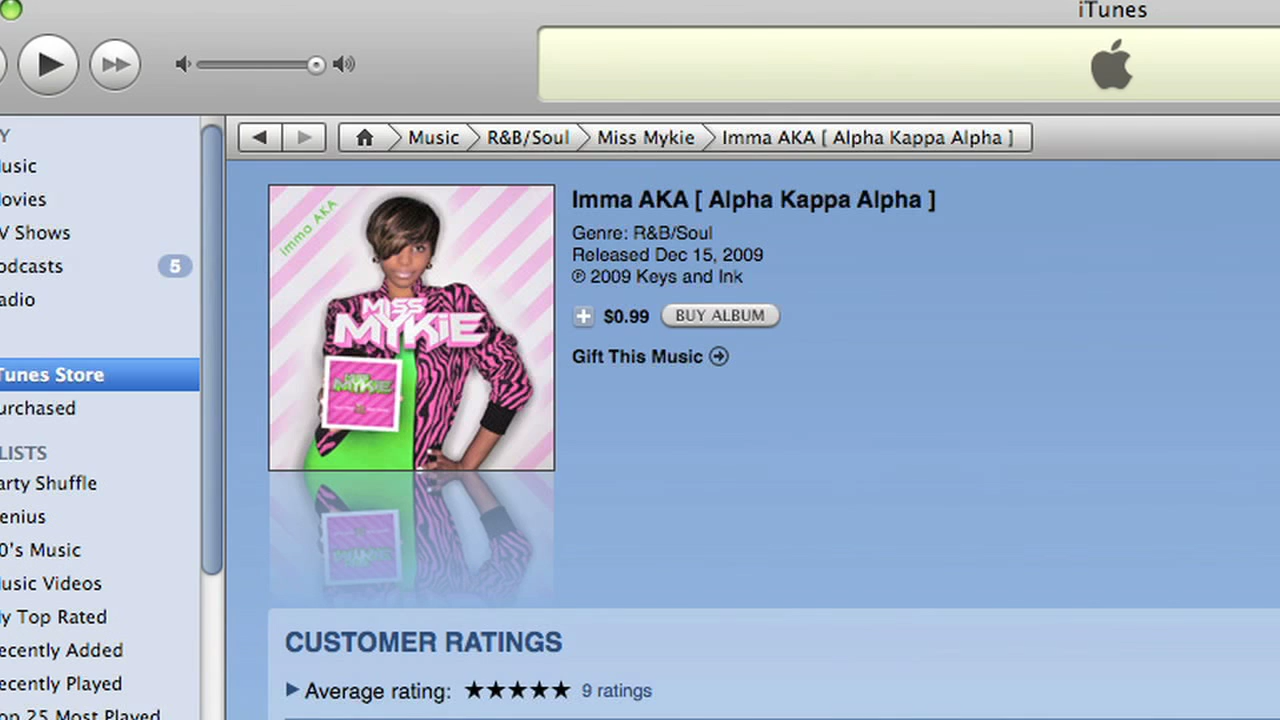 iTunes
Y
usic
ovies
V Shows
odcasts 5
adio
Tunes Store
urchased
LISTS
arty Shuffle
enius
0's Music
usic Videos
y Top Rated
ecently Added
ecently Played
op 25 Most Played
Music R&B/Soul Miss Mykie Imma AKA [ Alpha Kappa Alpha ]
imma AKA
MISS
MYKiE
MISS
MYKiE
Imma AKA [ Alpha Kappa Alpha ]
Genre: R&B/Soul
Released Dec 15, 2009
℗ 2009 Keys and Ink
$0.99 BUY ALBUM
Gift This Music
CUSTOMER RATINGS
Average rating: ★★★★★ 9 ratings